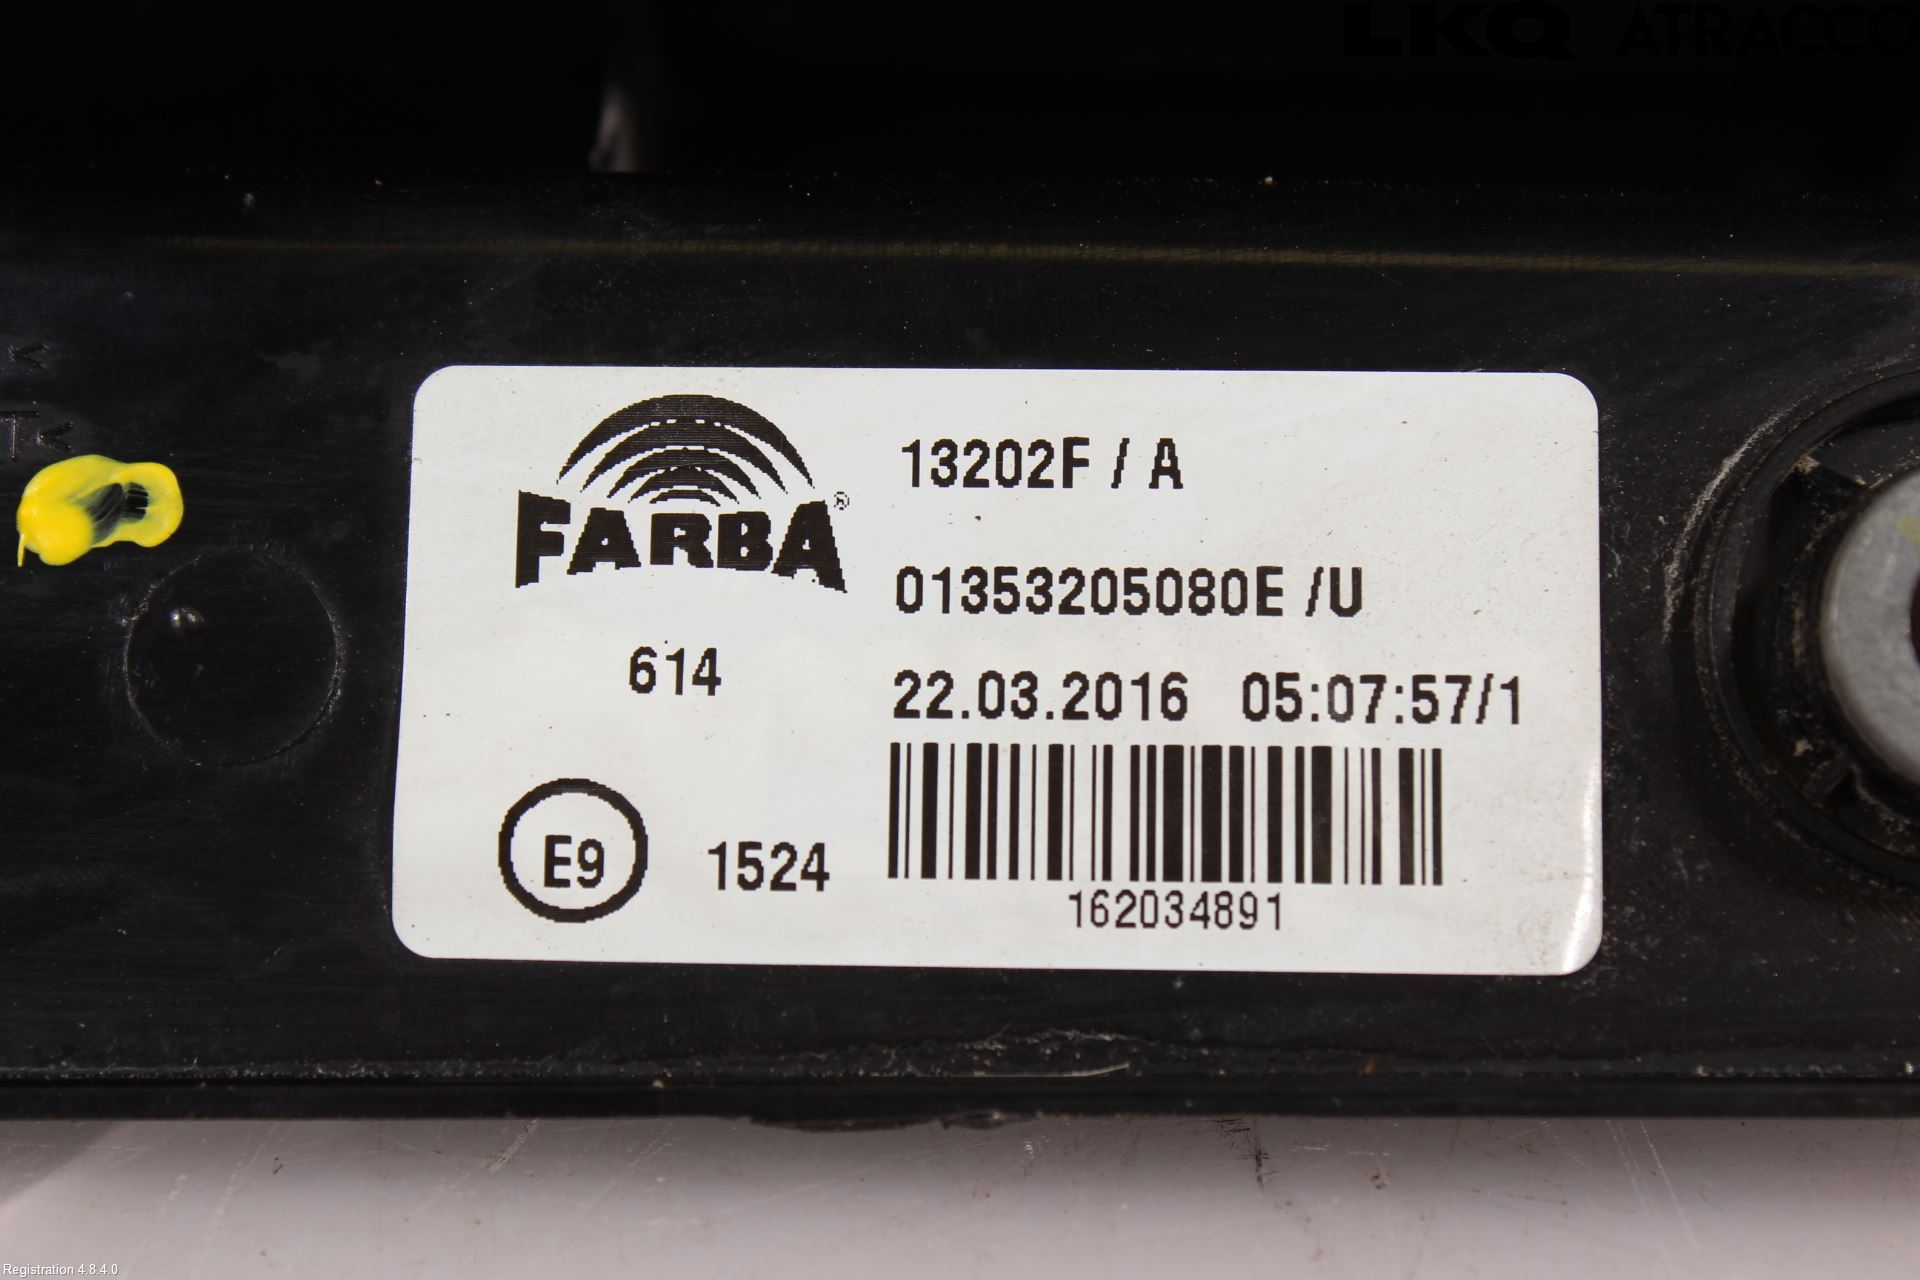 LKQ ATRACCO
FARBA®
13202F / A
01353205080E /U
614
22.03.2016 05:07:57/1
E9
1524
162034891
Registration 4.8.4.0